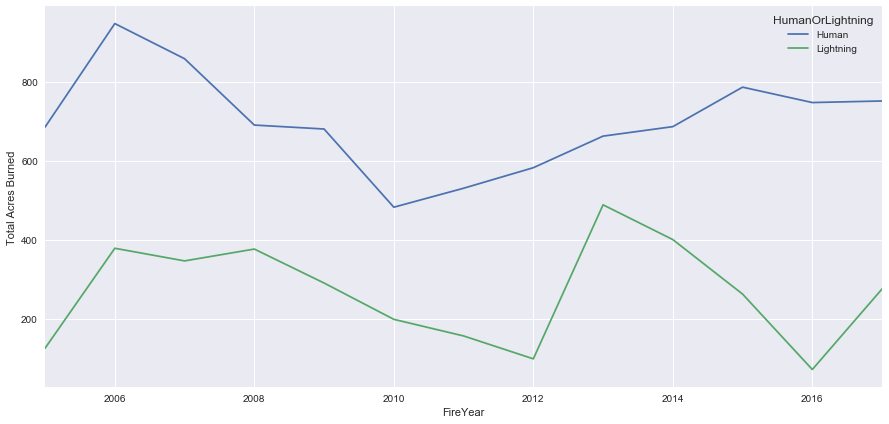 HumanOrLightning
Human
Lightning
Total Acres Burned
800
600
400
200
2006 2008 2010 2012 2014 2016
FireYear